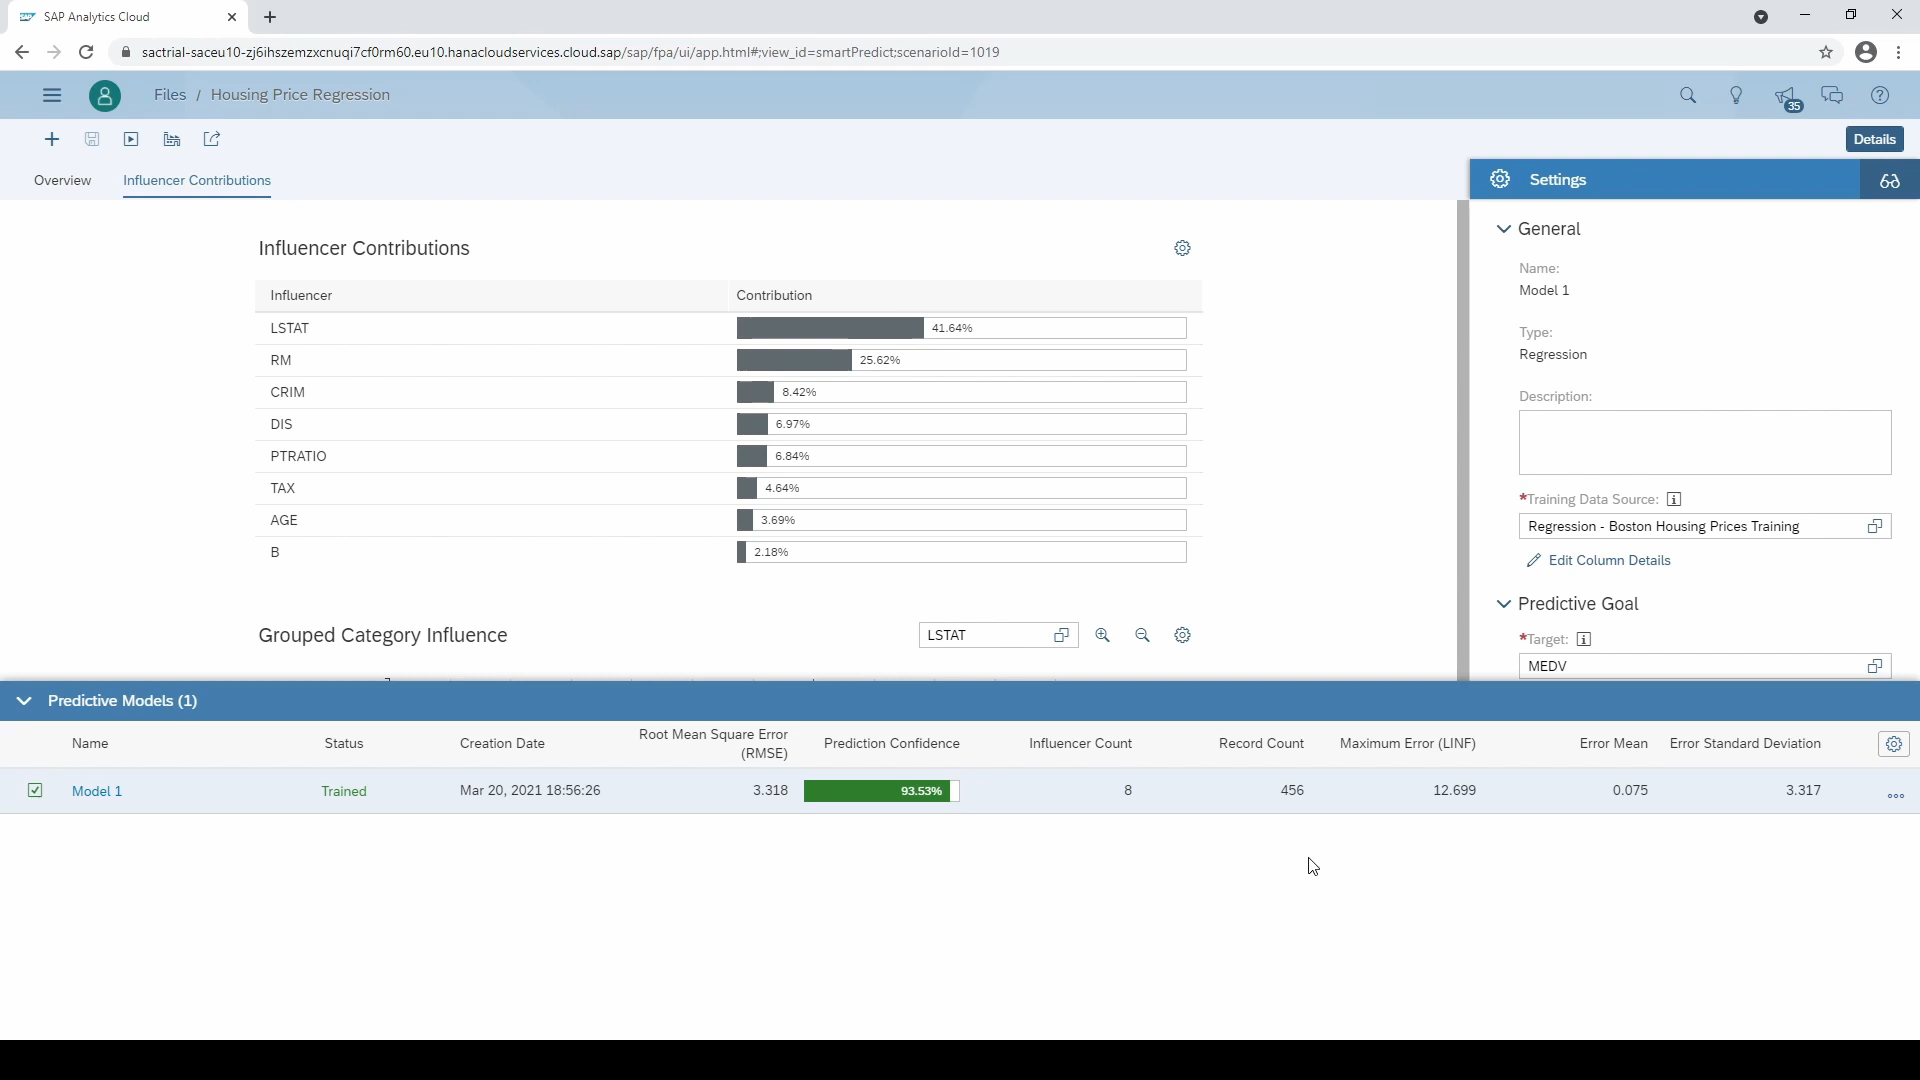 SAP Analytics Cloud
sactrial-saceu10-zj6ihszemzxcnuqi7cf0rm60.eu10.hanacloudservices.cloud.sap/sap/fpa/ui/app.html#;view_id=smartPredict;scenarioId=1019
Files / Housing Price Regression
35
Details
Overview Influencer Contributions
Settings
General
Name:
Model 1
Type:
Regression
Description:
*Training Data Source:
Regression - Boston Housing Prices Training
Edit Column Details
Predictive Goal
*Target:
MEDV
Influencer Contributions
Influencer Contribution
LSTAT 41.64%
RM 25.62%
CRIM 8.42%
DIS 6.97%
PTRATIO 6.84%
TAX 4.64%
AGE 3.69%
B 2.18%
Grouped Category Influence LSTAT
Predictive Models (1)
Name Status Creation Date Root Mean Square Error (RMSE) Prediction Confidence Influencer Count Record Count Maximum Error (LINF) Error Mean Error Standard Deviation
Model 1 Trained Mar 20, 2021 18:56:26 3.318 93.53% 8 456 12.699 0.075 3.317